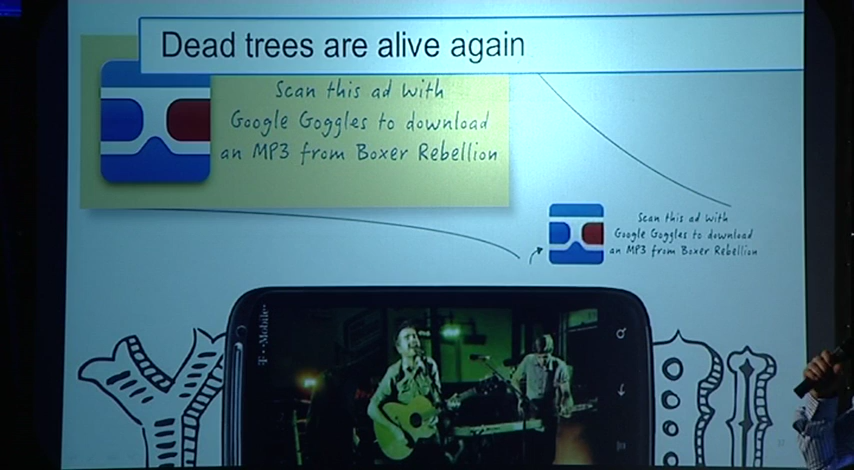 Dead trees are alive again
Scan this ad with
Google Goggles to download
an MP3 from Boxer Rebellion
Scan this ad with
Google Goggles to download
an MP3 from Boxer Rebellion
T··Mobile·